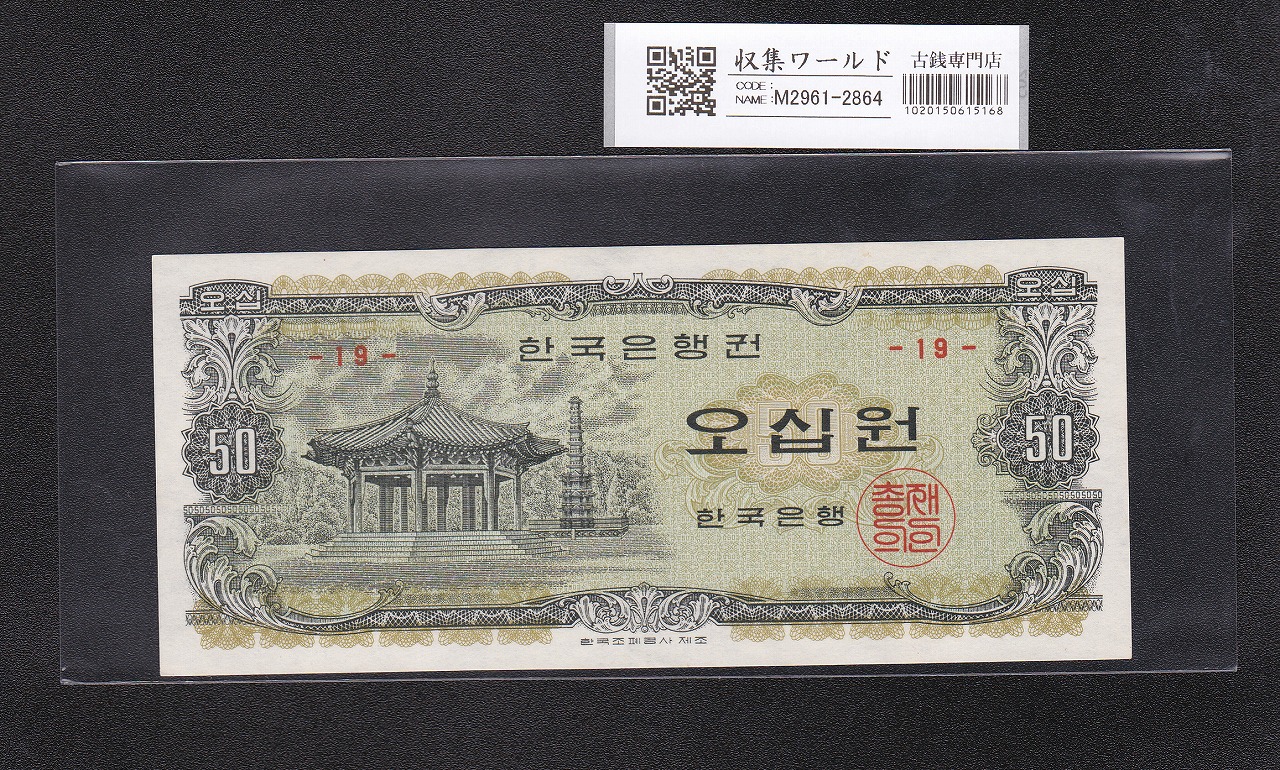 収集ワールド 古銭専門店
CODE:
NAME: M2961-2864
1020150615168
오십 오십
- 19 - 한국은행권 - 19 -
50 오십원 50
50
한국은행
총재의인
한국조폐공사 제조